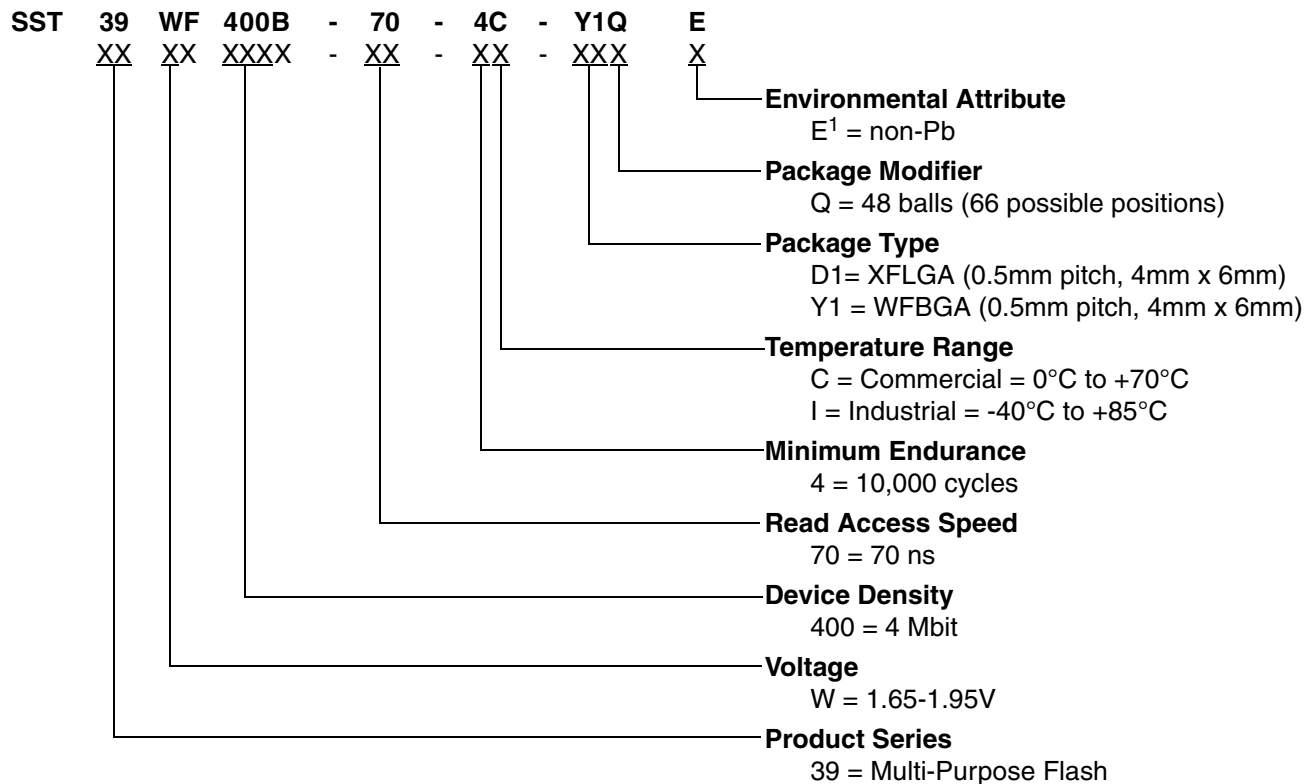 SST 39 WF 400B - 70 - 4C - Y1Q E
XX XX XXXX - XX - XX - XXX X
Environmental Attribute
E1 = non-Pb
Package Modifier
Q = 48 balls (66 possible positions)
Package Type
D1= XFLGA (0.5mm pitch, 4mm x 6mm)
Y1 = WFBGA (0.5mm pitch, 4mm x 6mm)
Temperature Range
C = Commercial = 0°C to +70°C
I = Industrial = -40°C to +85°C
Minimum Endurance
4 = 10,000 cycles
Read Access Speed
70 = 70 ns
Device Density
400 = 4 Mbit
Voltage
W = 1.65-1.95V
Product Series
39 = Multi-Purpose Flash